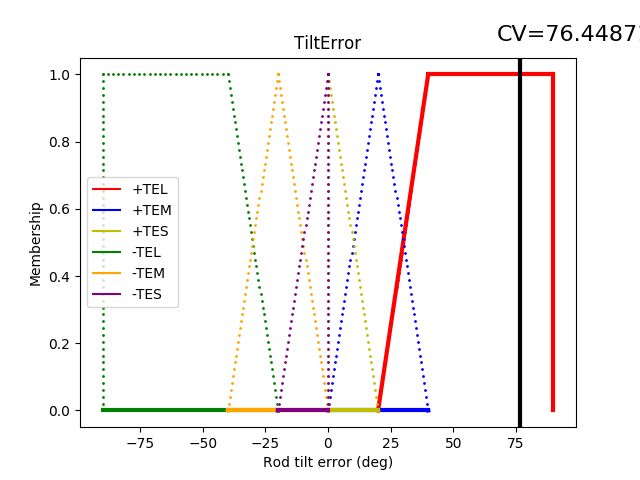 CV=76.4487
TiltError
1.0
0.8
0.6
0.4
0.2
0.0
Membership
+TEL
+TEM
+TES
-TEL
-TEM
-TES
−75 −50 −25 0 25 50 75
Rod tilt error (deg)